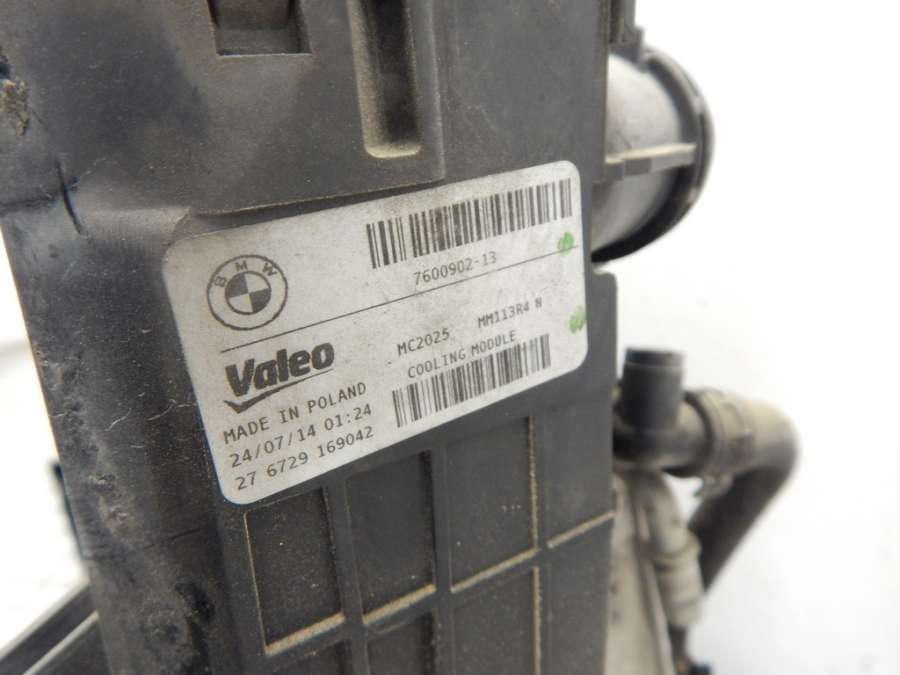 7600902-13
BMW
Valeo
MC2025 MM113R4 N
COOLING MODULE
MADE IN POLAND
24/07/14 01:24
27 6729 169042